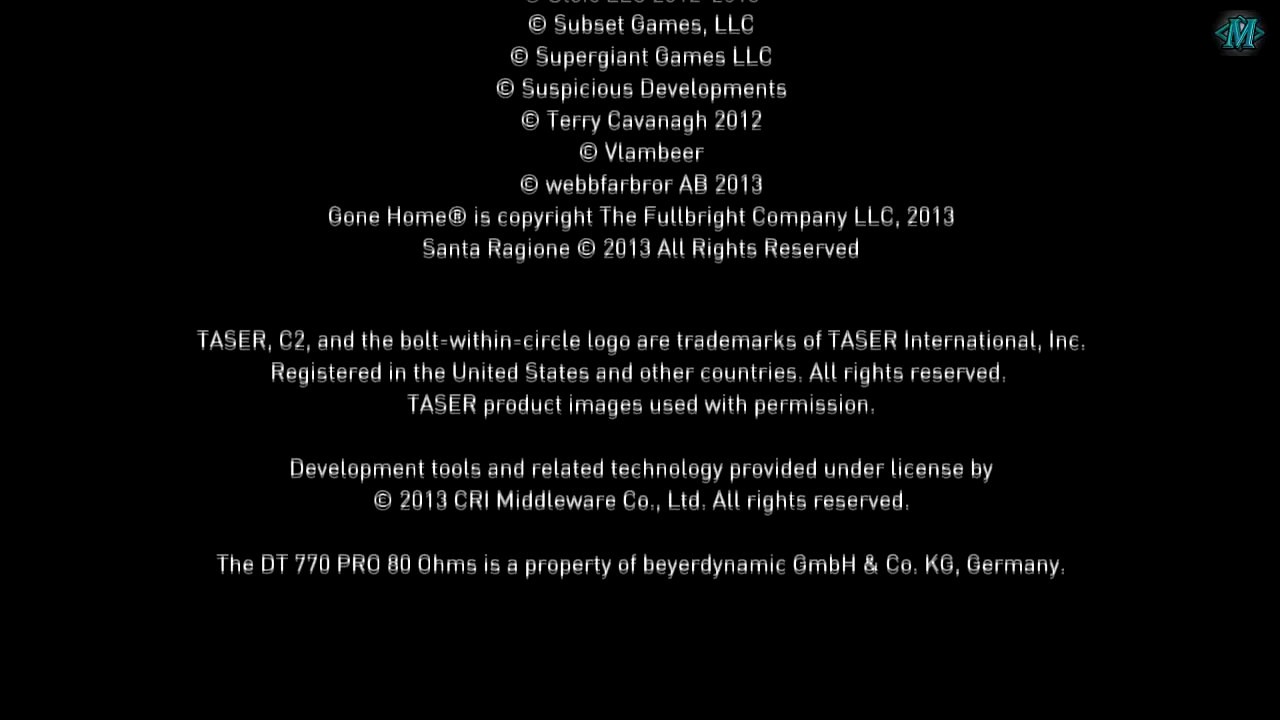 © Subset Games, LLC
© Supergiant Games LLC
© Suspicious Developments
© Terry Cavanagh 2012
© Vlambeer
© webbfarbror AB 2013
Gone Home® is copyright The Fullbright Company LLC, 2013
Santa Ragione © 2013 All Rights Reserved
TASER, C2, and the bolt-within-circle logo are trademarks of TASER International, Inc.
Registered in the United States and other countries. All rights reserved.
TASER product images used with permission.
Development tools and related technology provided under license by
© 2013 CRI Middleware Co., Ltd. All rights reserved.
The DT 770 PRO 80 Ohms is a property of beyerdynamic GmbH & Co. KG, Germany.
M